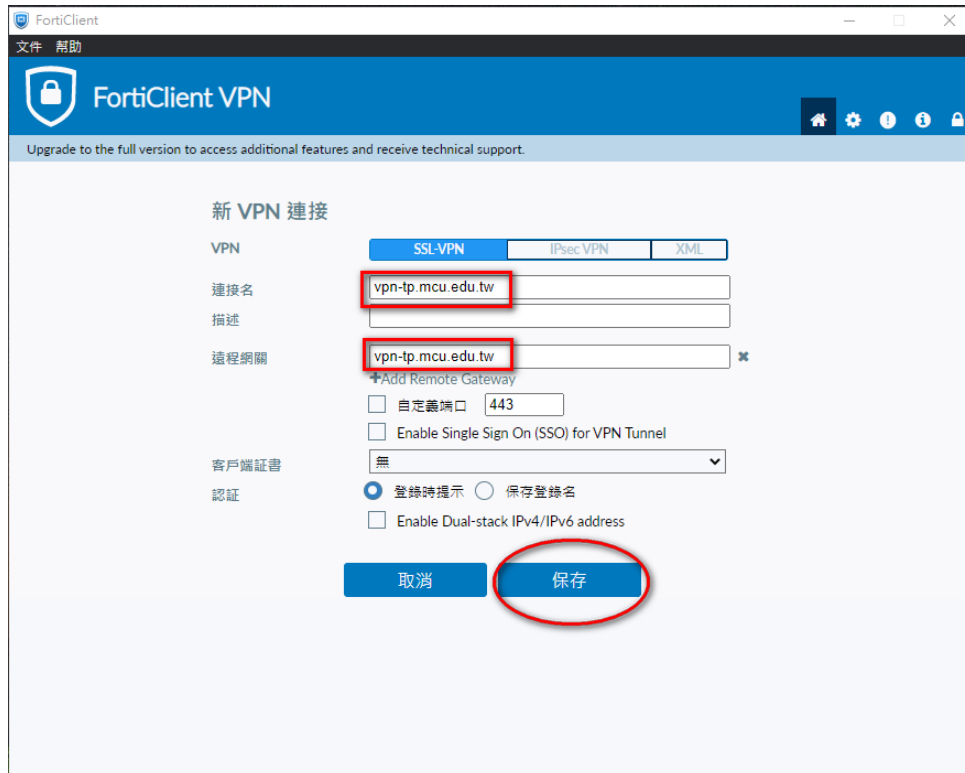 FortiClient
文件 幫助
FortiClient VPN
Upgrade to the full version to access additional features and receive technical support.
新 VPN 連接
VPN SSL-VPN IPsec VPN XML
連接名 vpn-tp.mcu.edu.tw
描述
遠程網關 vpn-tp.mcu.edu.tw
+Add Remote Gateway
自定義端口 443
Enable Single Sign On (SSO) for VPN Tunnel
客戶端証書 無
認証 登錄時提示 保存登錄名
Enable Dual-stack IPv4/IPv6 address
取消 保存